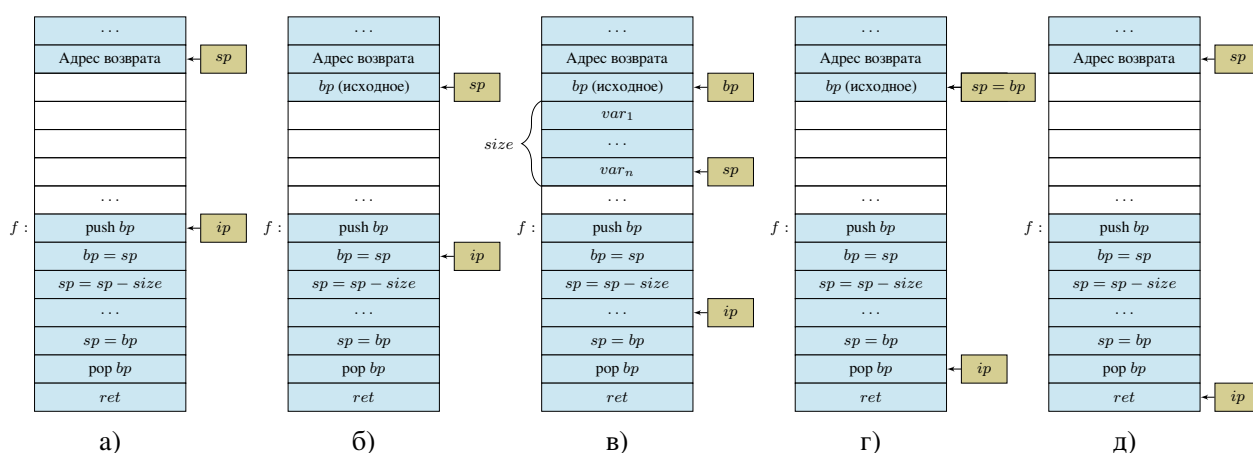 ...
Адрес возврата
sp
...
f :
push bp
ip
bp = sp
sp = sp − size
...
sp = bp
pop bp
ret
а)
...
Адрес возврата
bp (исходное)
sp
...
f :
push bp
bp = sp
ip
sp = sp − size
...
sp = bp
pop bp
ret
б)
...
Адрес возврата
bp (исходное)
bp
size
var₁
...
varₙ
sp
...
f :
push bp
bp = sp
sp = sp − size
...
ip
sp = bp
pop bp
ret
в)
...
Адрес возврата
bp (исходное)
sp = bp
...
f :
push bp
bp = sp
sp = sp − size
...
sp = bp
pop bp
ip
ret
г)
...
Адрес возврата
sp
...
f :
push bp
bp = sp
sp = sp − size
...
sp = bp
pop bp
ret
ip
д)